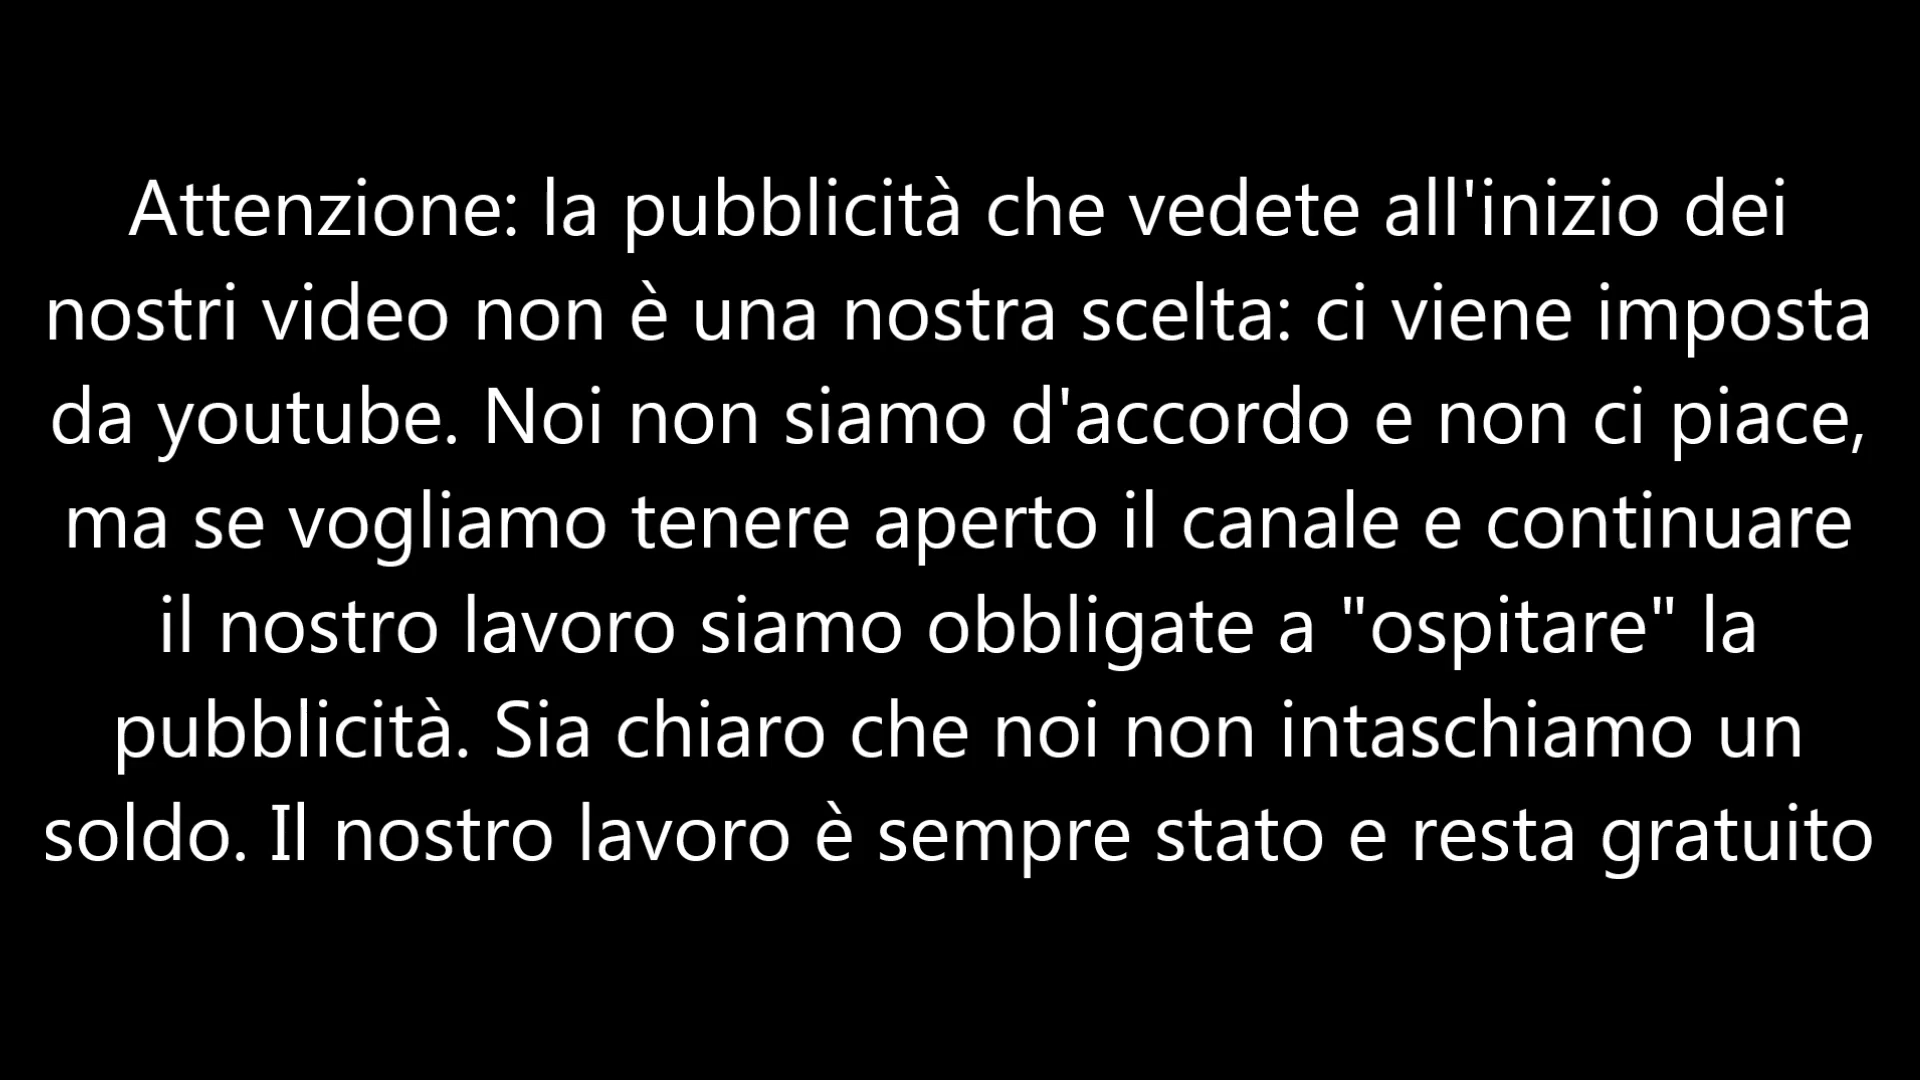 Attenzione: la pubblicità che vedete all'inizio dei
nostri video non è una nostra scelta: ci viene imposta
da youtube. Noi non siamo d'accordo e non ci piace,
ma se vogliamo tenere aperto il canale e continuare
il nostro lavoro siamo obbligate a "ospitare" la
pubblicità. Sia chiaro che noi non intaschiamo un
soldo. Il nostro lavoro è sempre stato e resta gratuito